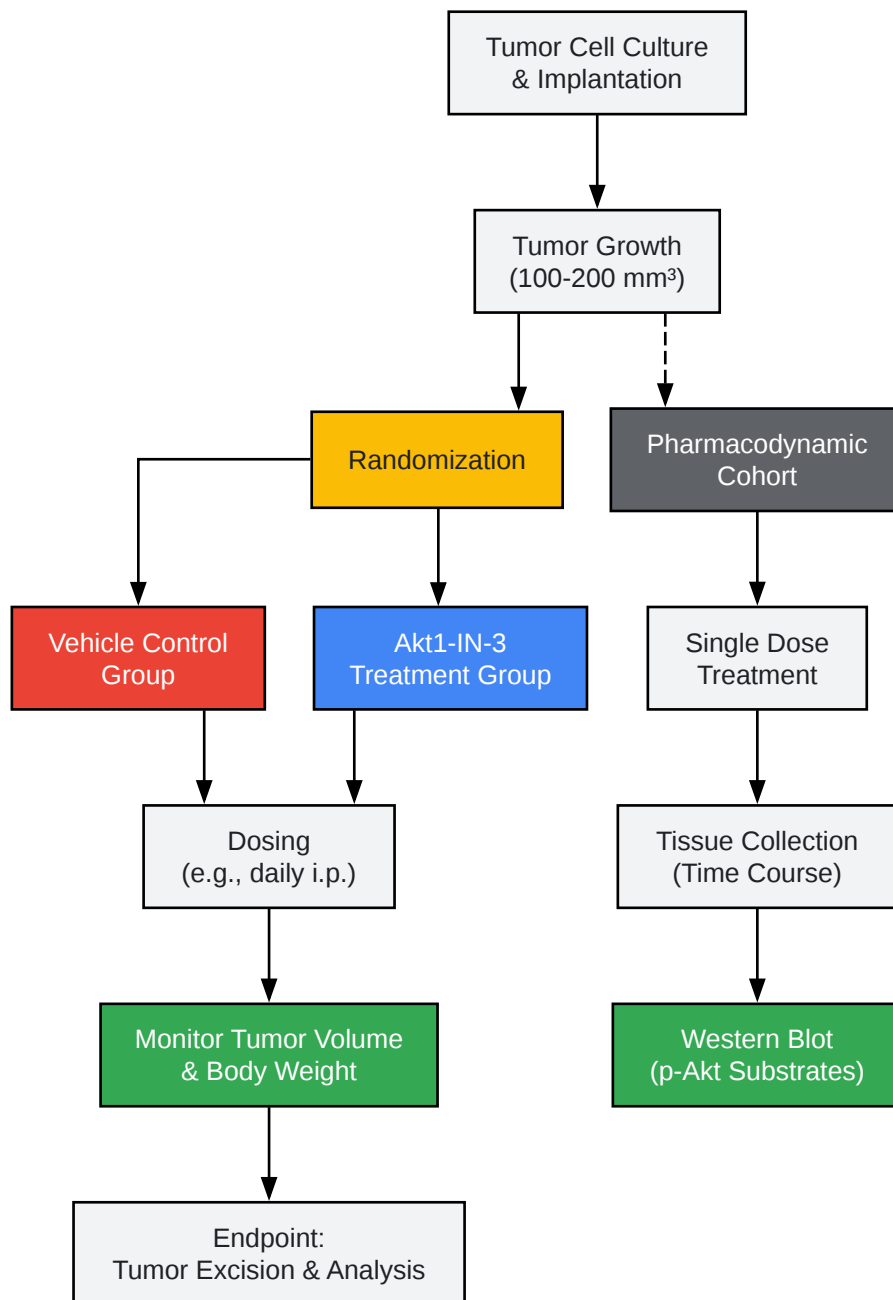 Tumor Cell Culture
& Implantation
Tumor Growth
(100-200 mm³)
Randomization
Pharmacodynamic
Cohort
Vehicle Control
Group
Akt1-IN-3
Treatment Group
Single Dose
Treatment
Dosing
(e.g., daily i.p.)
Tissue Collection
(Time Course)
Monitor Tumor Volume
& Body Weight
Western Blot
(p-Akt Substrates)
Endpoint:
Tumor Excision & Analysis